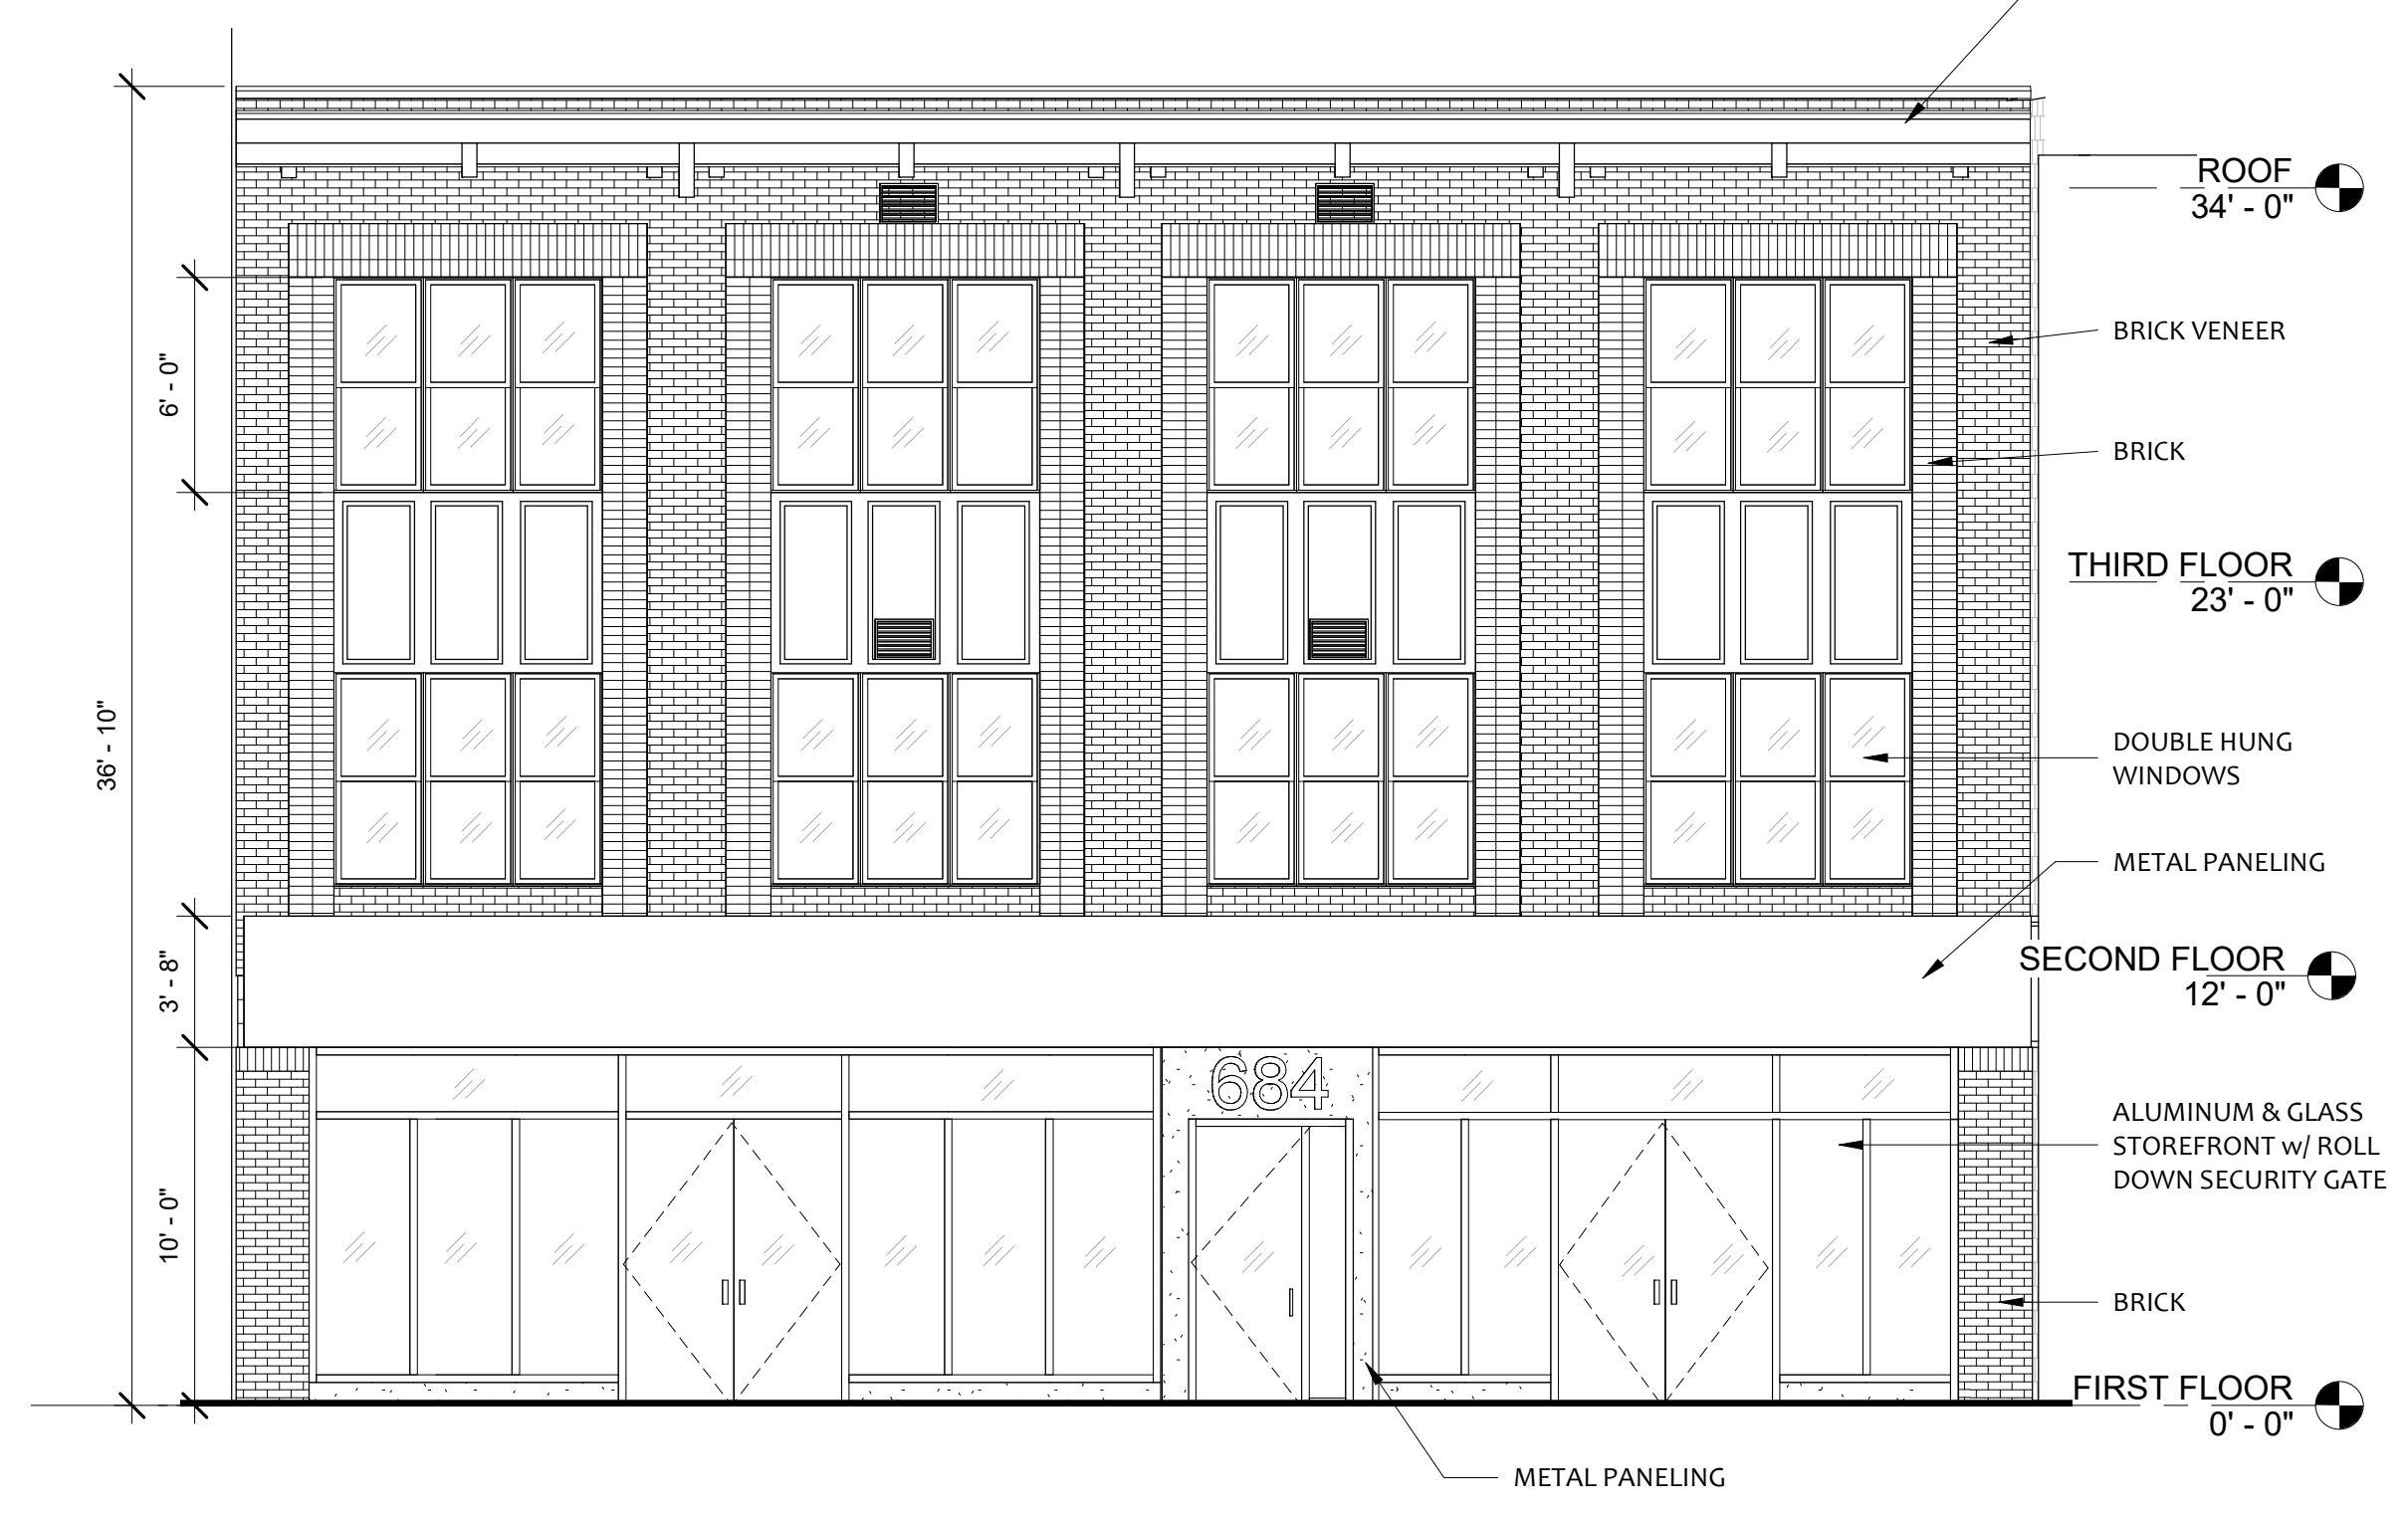 ROOF
34' - 0"
BRICK VENEER
6' - 0"
BRICK
THIRD FLOOR
23' - 0"
36' - 10"
DOUBLE HUNG
WINDOWS
METAL PANELING
SECOND FLOOR
12' - 0"
3' - 8"
684
ALUMINUM & GLASS
STOREFRONT w/ ROLL
DOWN SECURITY GATE
10' - 0"
BRICK
FIRST FLOOR
0' - 0"
METAL PANELING